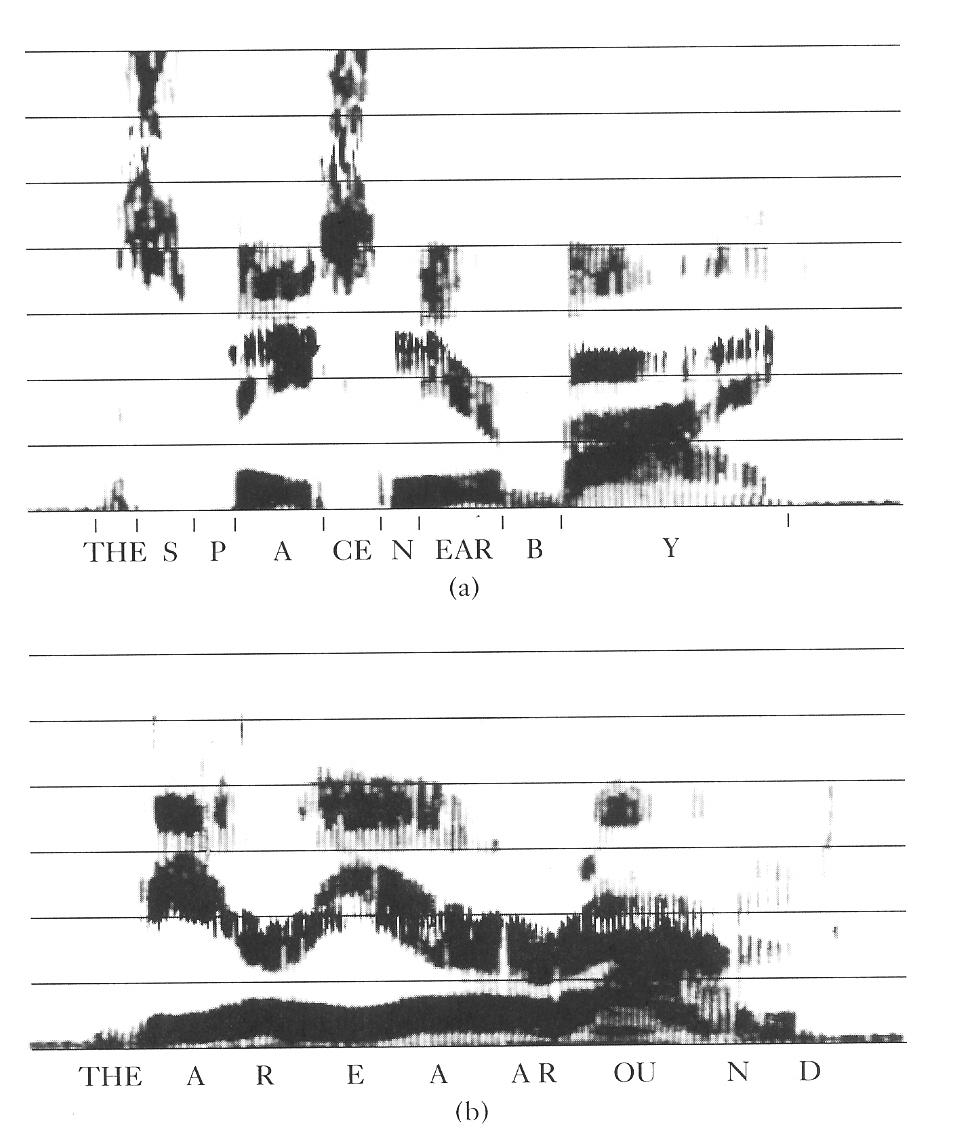 THE S P A CE N EAR B Y
(a)
THE A R E A AR OU N D
(b)